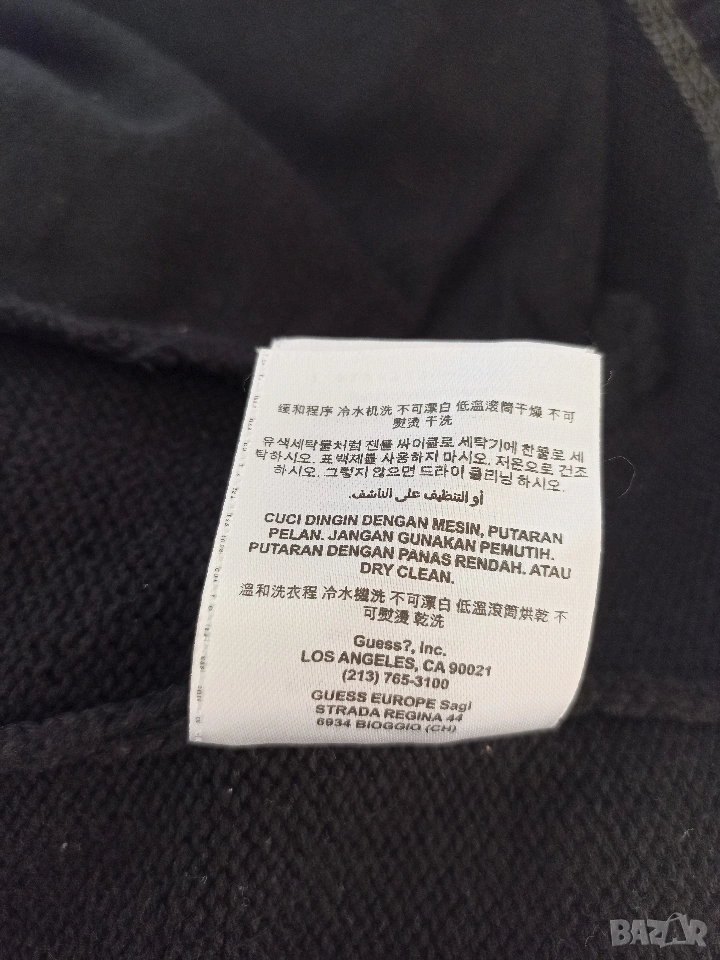 缓和程序 冷水机洗 不可漂白 低温滚筒干燥 不可
熨烫 干洗
유색세탁물처럼 젠틀 싸이클로 세탁기에 찬물로 세
탁하시오. 표백제를 사용하지 마시오. 저온으로 건조
하시오. 그렇지 않으면 드라이 클리닝 하시오.
أو التنظيف على الناشف.
CUCI DINGIN DENGAN MESIN, PUTARAN
PELAN. JANGAN GUNAKAN PEMUTIH.
PUTARAN DENGAN PANAS RENDAH. ATAU
DRY CLEAN.
溫和洗衣程 冷水機洗 不可漂白 低溫滾筒烘乾 不
可熨燙 乾洗
Guess?, Inc.
LOS ANGELES, CA 90021
(213) 765-3100
GUESS EUROPE Sagl
STRADA REGINA 44
6934 BIOGGIO (CH)
BAZAR